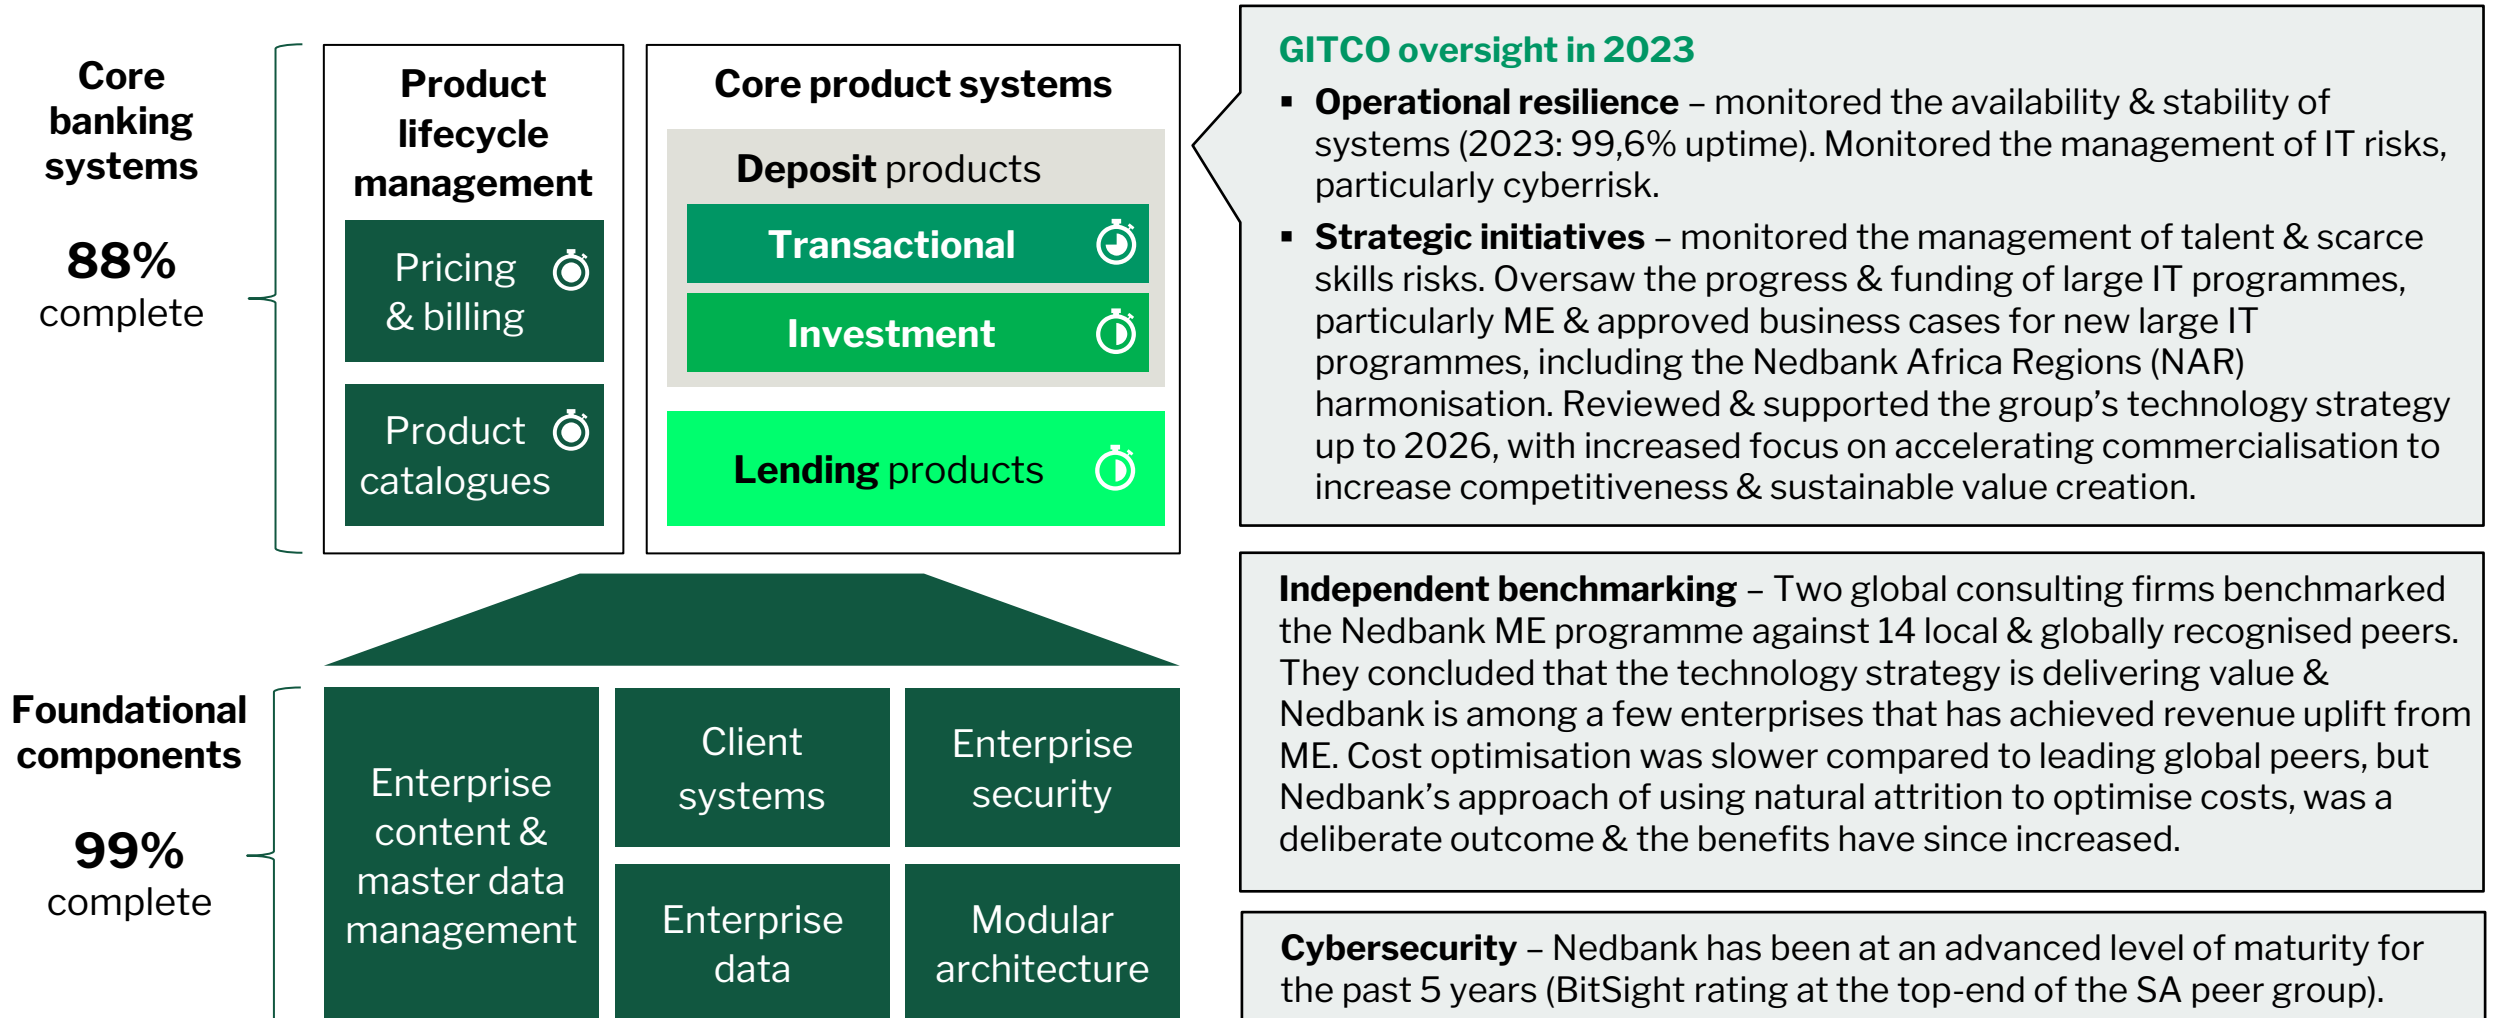 Core
banking
systems
88%
complete
Product
lifecycle
management
Pricing
& billing
Product
catalogues
Core product systems
Deposit products
Transactional
Investment
Lending products
Foundational
components
99%
complete
Enterprise
content &
master data
management
Client
systems
Enterprise
security
Enterprise
data
Modular
architecture
GITCO oversight in 2023
▪ Operational resilience – monitored the availability & stability of
systems (2023: 99,6% uptime). Monitored the management of IT risks,
particularly cyberrisk.
▪ Strategic initiatives – monitored the management of talent & scarce
skills risks. Oversaw the progress & funding of large IT programmes,
particularly ME & approved business cases for new large IT
programmes, including the Nedbank Africa Regions (NAR)
harmonisation. Reviewed & supported the group’s technology strategy
up to 2026, with increased focus on accelerating commercialisation to
increase competitiveness & sustainable value creation.
Independent benchmarking – Two global consulting firms benchmarked
the Nedbank ME programme against 14 local & globally recognised peers.
They concluded that the technology strategy is delivering value &
Nedbank is among a few enterprises that has achieved revenue uplift from
ME. Cost optimisation was slower compared to leading global peers, but
Nedbank’s approach of using natural attrition to optimise costs, was a
deliberate outcome & the benefits have since increased.
Cybersecurity – Nedbank has been at an advanced level of maturity for
the past 5 years (BitSight rating at the top-end of the SA peer group).